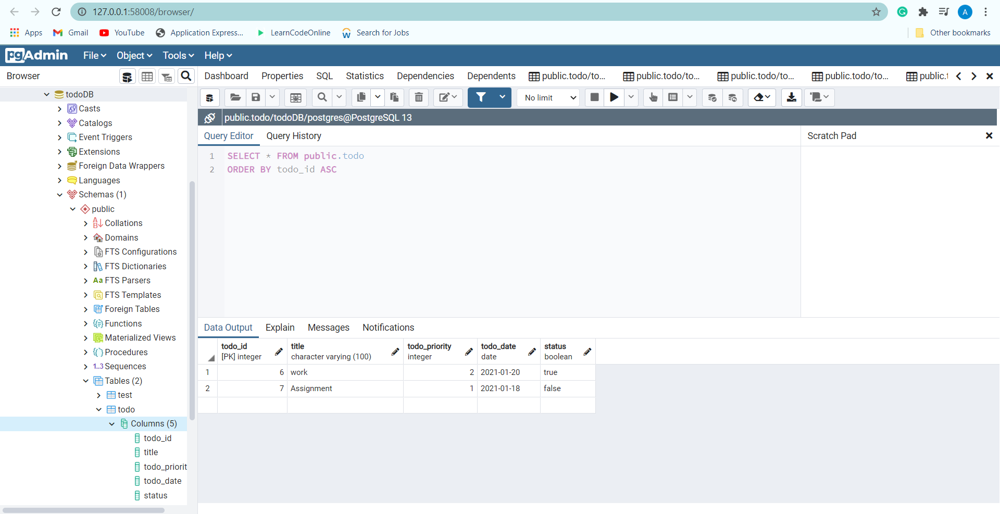 127.0.0.1:58008/browser/
A
Apps Gmail YouTube Application Express... LearnCodeOnline Search for Jobs Other bookmarks
pgAdmin File Object Tools Help
Browser
Dashboard Properties SQL Statistics Dependencies Dependents public.todo/to... public.todo/to... public.todo/to... public.todo/to... public.t
No limit
public.todo/todoDB/postgres@PostgreSQL 13
Query Editor Query History Scratch Pad
1 SELECT * FROM public.todo
2 ORDER BY todo_id ASC
todoDB
Casts
Catalogs
Event Triggers
Extensions
Foreign Data Wrappers
Languages
Schemas (1)
public
Collations
Domains
FTS Configurations
FTS Dictionaries
Aa FTS Parsers
FTS Templates
Foreign Tables
Functions
Materialized Views
Procedures
1..3 Sequences
Tables (2)
test
todo
Columns (5)
todo_id
title
todo_priorit
todo_date
status
Data Output Explain Messages Notifications
todo_id title todo_priority todo_date status
[PK] integer character varying (100) integer date boolean
1 6 work 2 2021-01-20 true
2 7 Assignment 1 2021-01-18 false